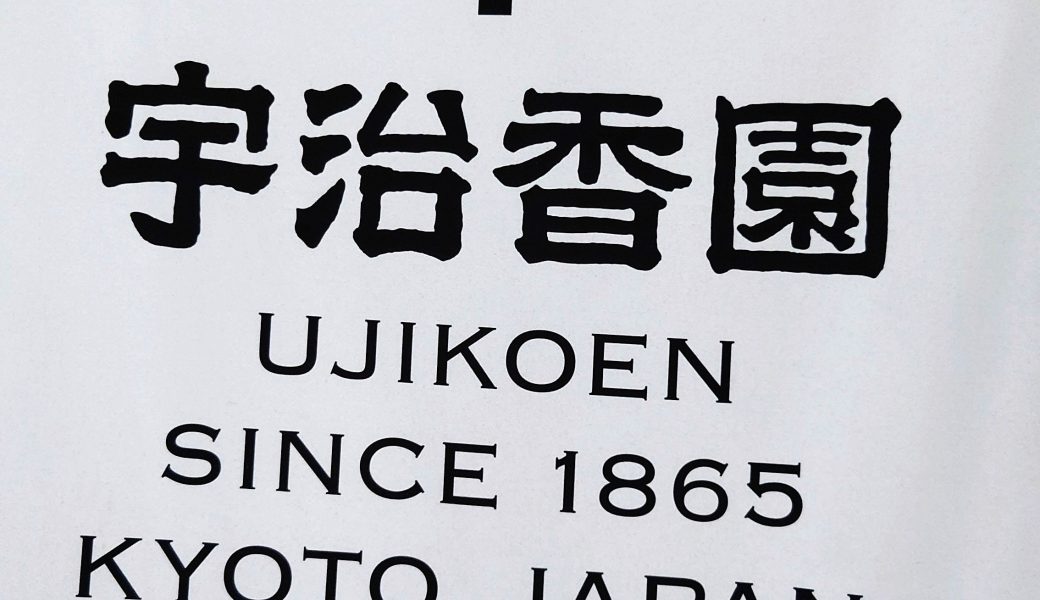 宇治香園
UJIKOEN
SINCE 1865
KYOTO, JAPAN